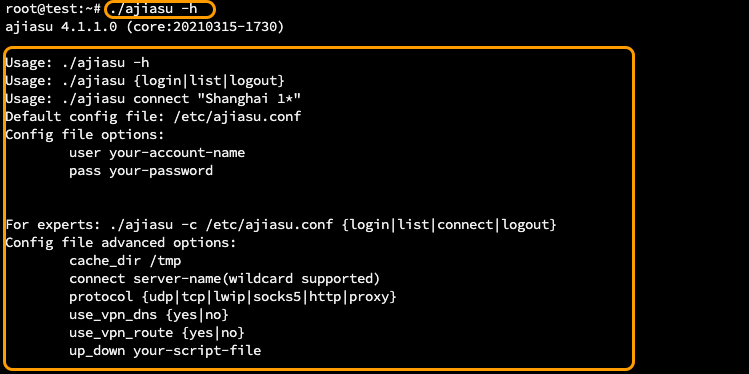 root@test:~# ./ajiasu -h
ajiasu 4.1.1.0 (core:20210315-1730)
Usage: ./ajiasu -h
Usage: ./ajiasu {login|list|logout}
Usage: ./ajiasu connect "Shanghai 1*"
Default config file: /etc/ajiasu.conf
Config file options:
user your-account-name
pass your-password
For experts: ./ajiasu -c /etc/ajiasu.conf {login|list|connect|logout}
Config file advanced options:
cache_dir /tmp
connect server-name(wildcard supported)
protocol {udp|tcp|lwip|socks5|http|proxy}
use_vpn_dns {yes|no}
use_vpn_route {yes|no}
up_down your-script-file